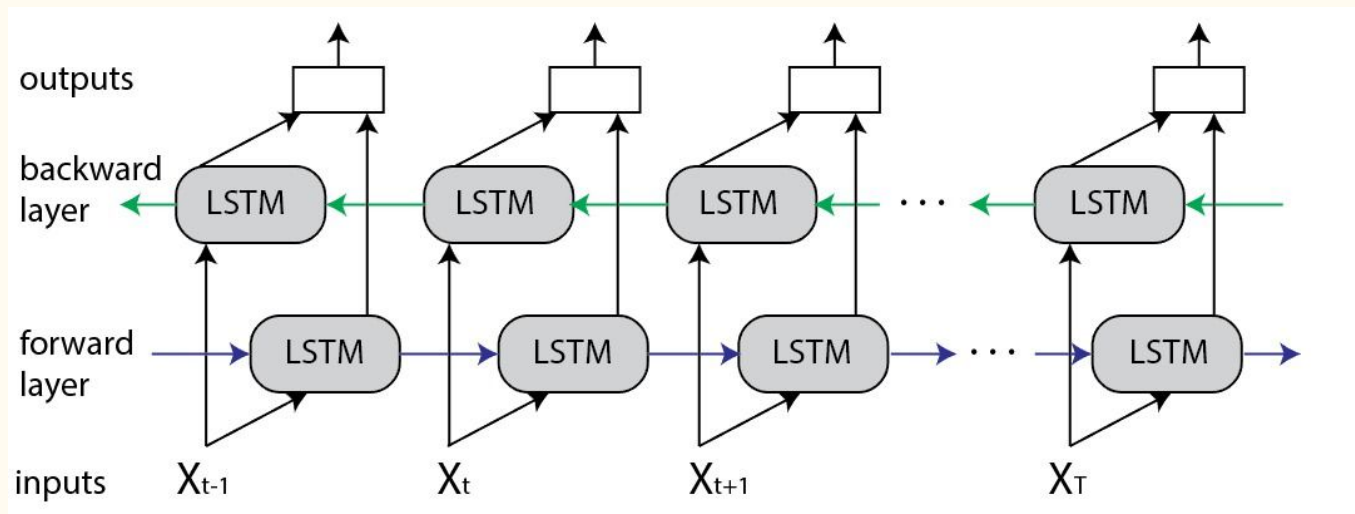 outputs
backward
layer
LSTM LSTM LSTM ... LSTM
forward
layer
LSTM LSTM LSTM ... LSTM
inputs Xt-1 Xt Xt+1 XT